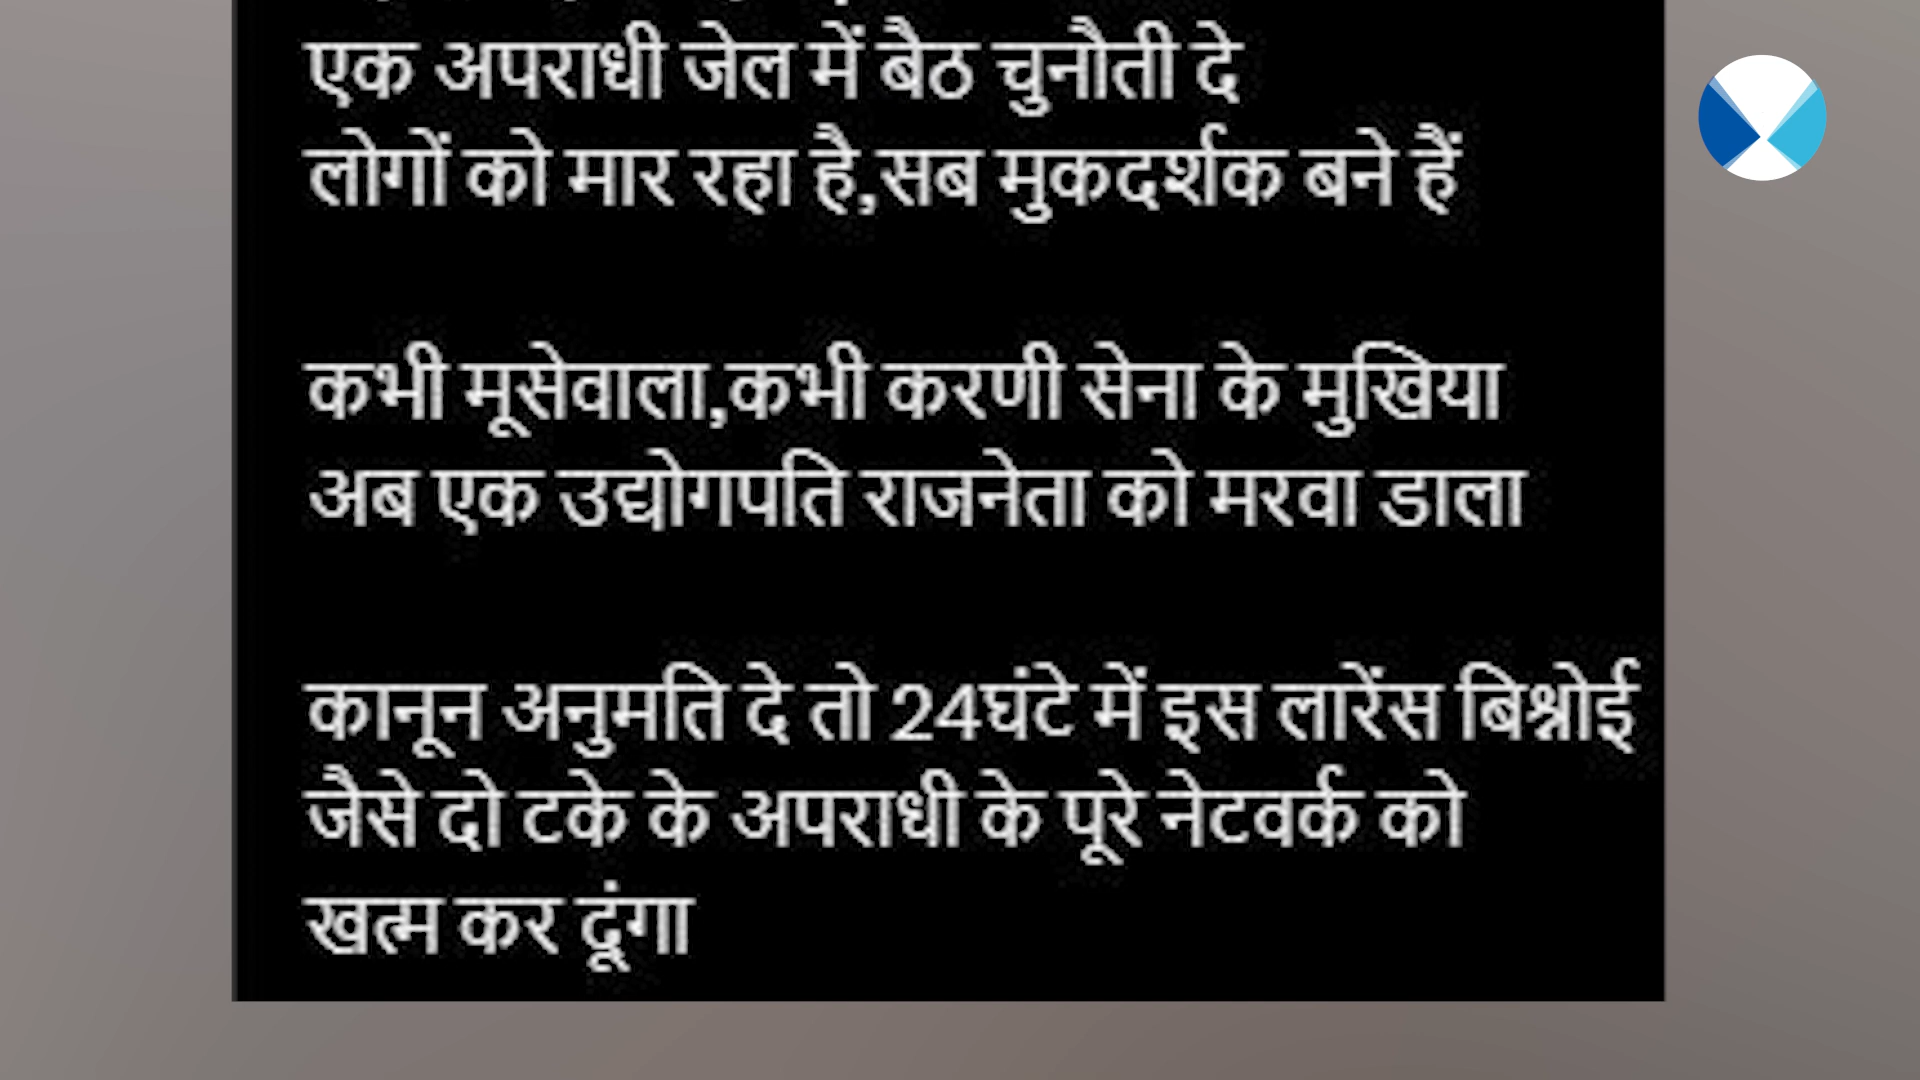 एक अपराधी जेल में बैठ चुनौती दे
लोगों को मार रहा है,सब मुकदर्शक बने हैं
कभी मूसेवाला,कभी करणी सेना के मुखिया
अब एक उद्योगपति राजनेता को मरवा डाला
कानून अनुमति दे तो 24घंटे में इस लारेंस बिश्नोई
जैसे दो टके के अपराधी के पूरे नेटवर्क को
खत्म कर दूंगा